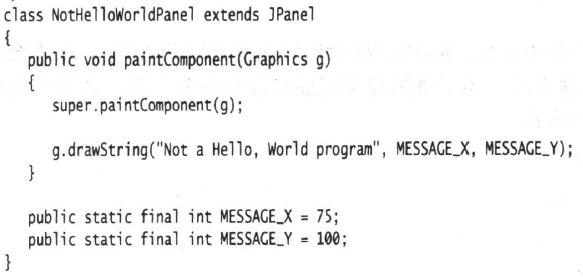 class NotHelloWorldPanel extends JPanel
{
   public void paintComponent(Graphics g)
   {
      super.paintComponent(g);

      g.drawString("Not a Hello, World program", MESSAGE_X, MESSAGE_Y);
   }

   public static final int MESSAGE_X = 75;
   public static final int MESSAGE_Y = 100;
}